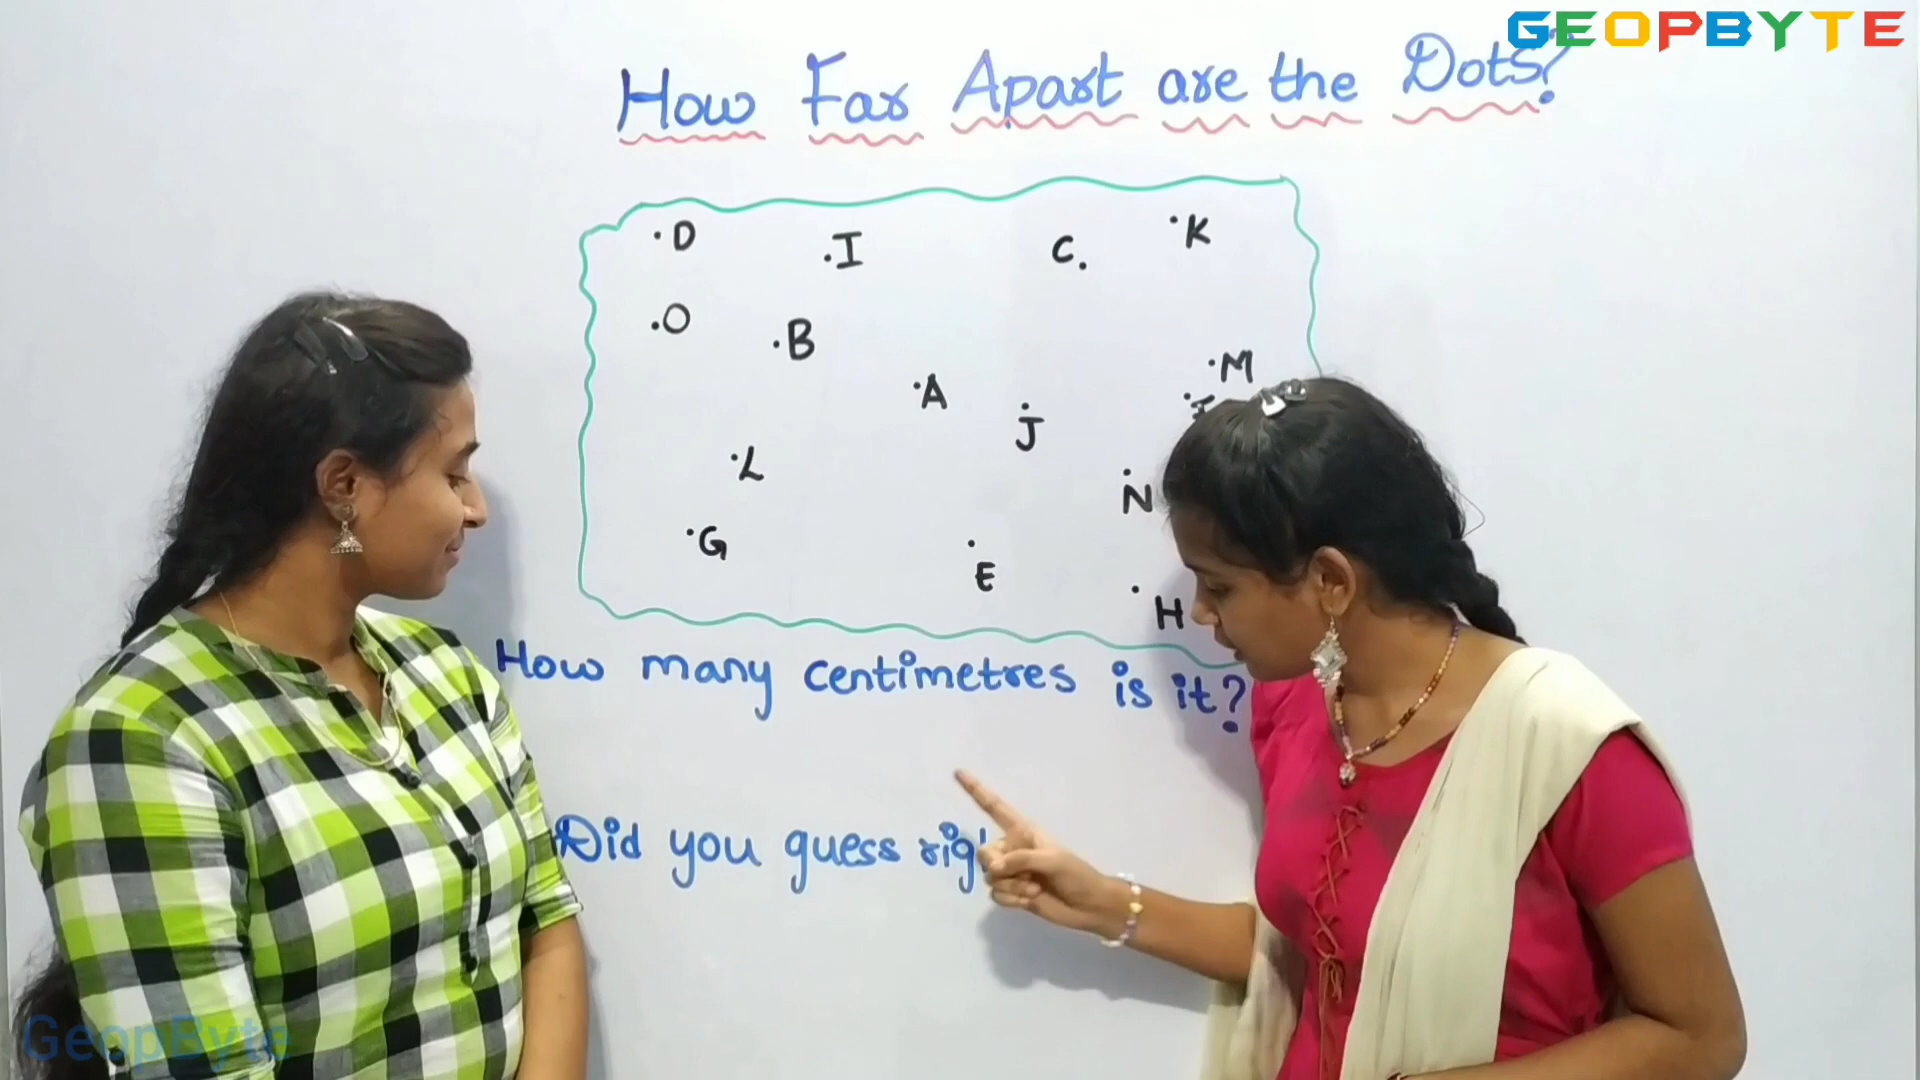 GEOPBYTE
How Far Apart are the Dots?
D I C K
O B
M
A
J
L
N
G
E
H
How many centimetres is it?
Did you guess
GeopByte